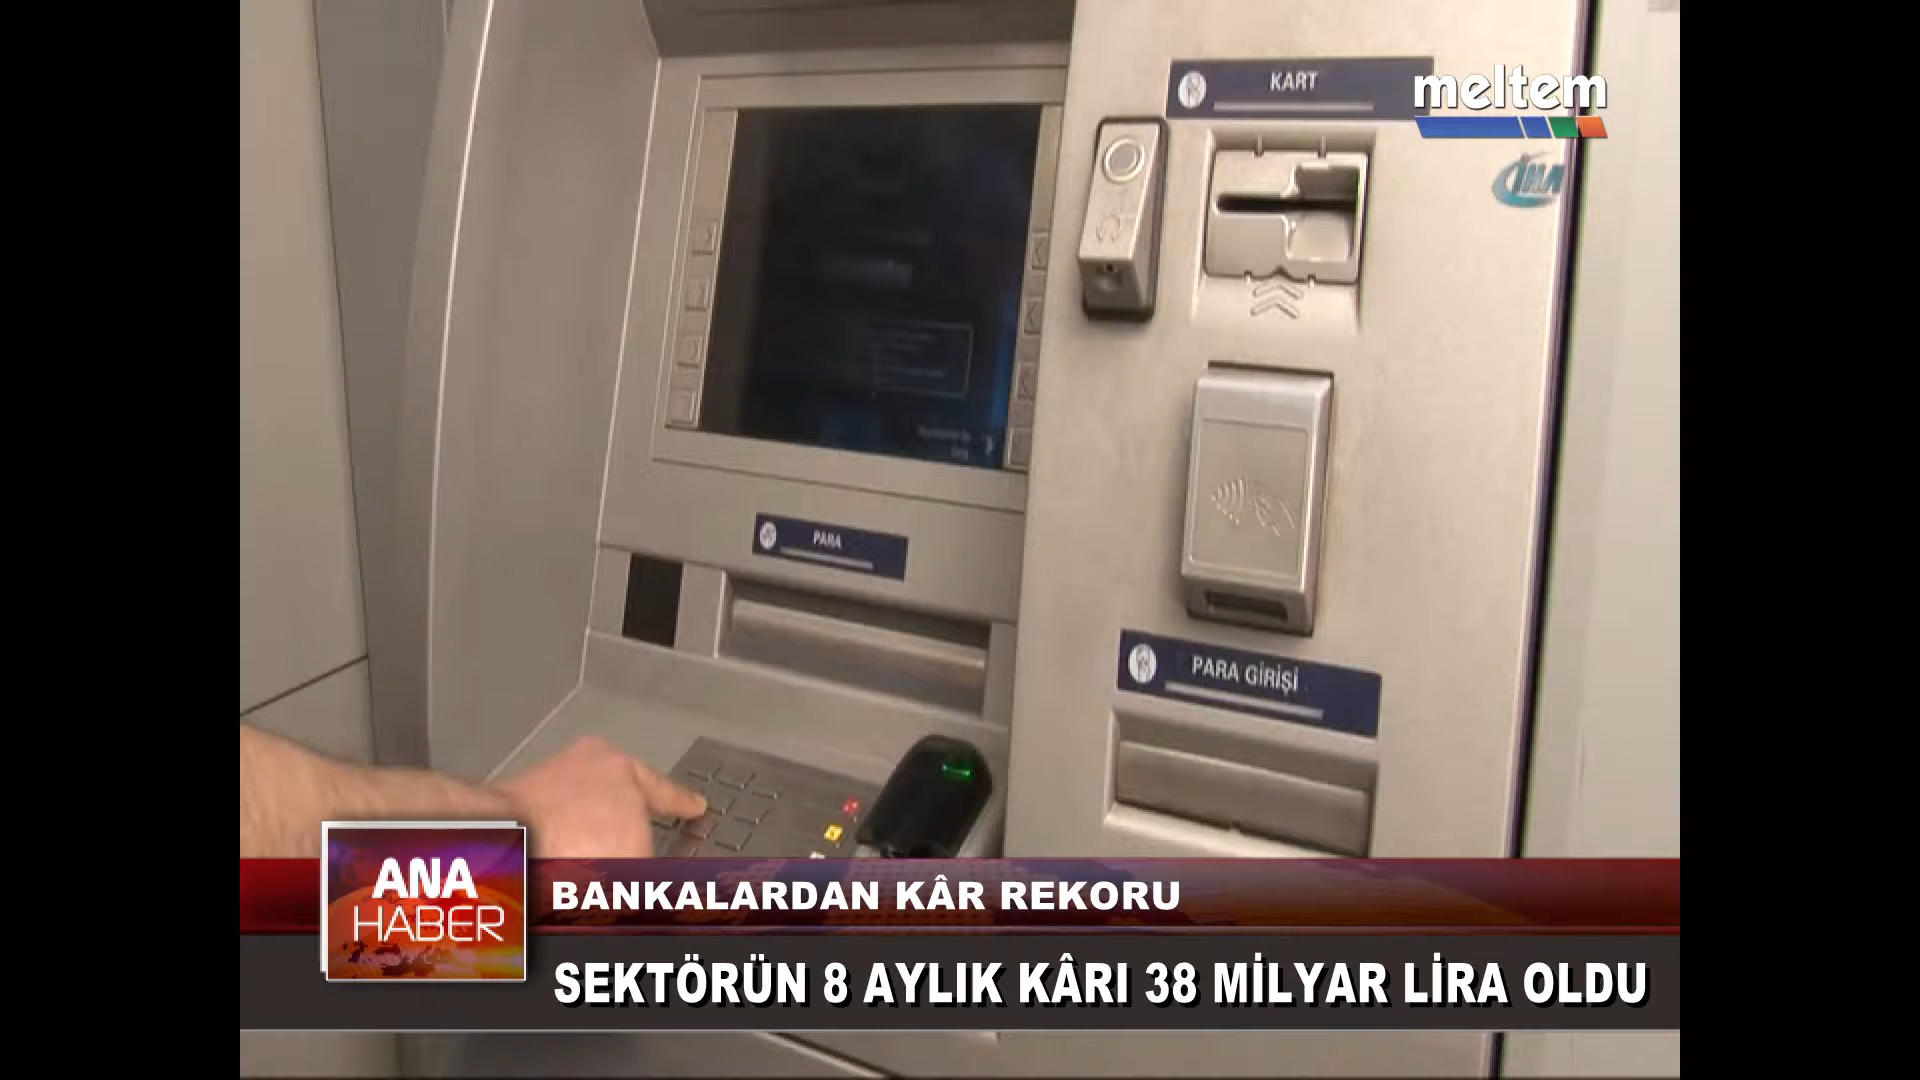 KART
meltem
İHA
PARA
PARA GİRİŞİ
ANA
HABER
BANKALARDAN KÂR REKORU
SEKTÖRÜN 8 AYLIK KÂRI 38 MİLYAR LİRA OLDU